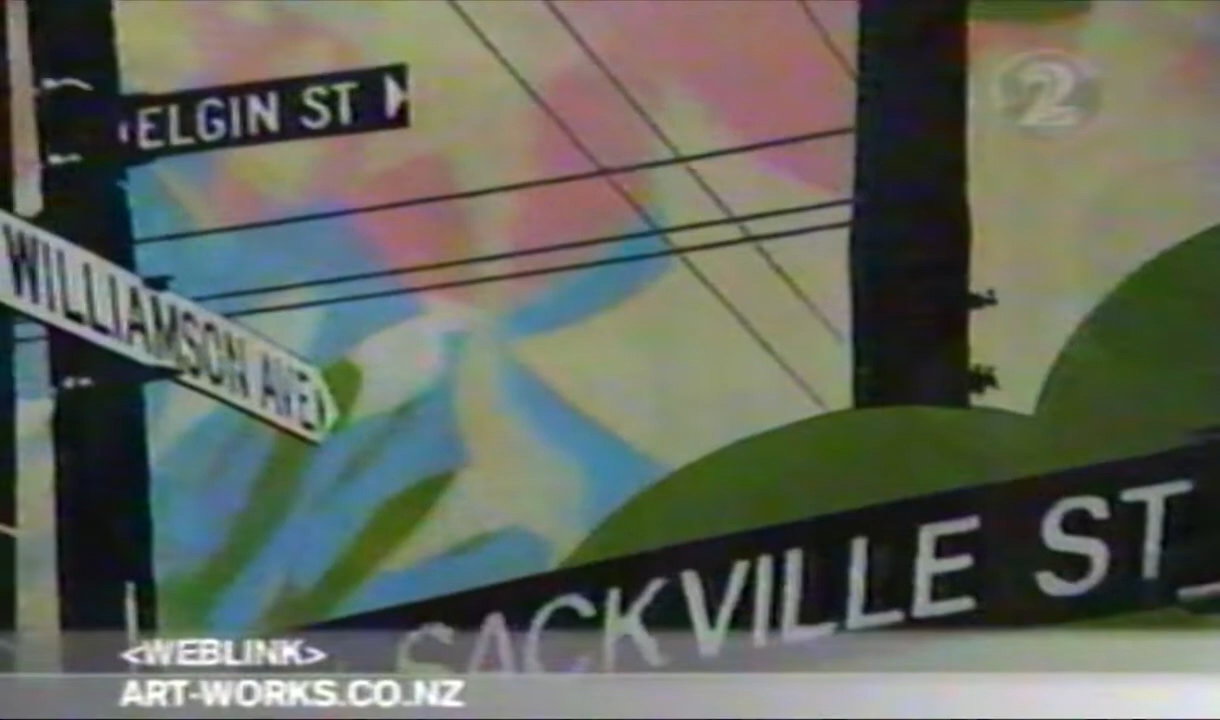 ELGIN ST
2
WILLIAMSON AVE
SACKVILLE ST
<WEBLINK>
ART-WORKS.CO.NZ